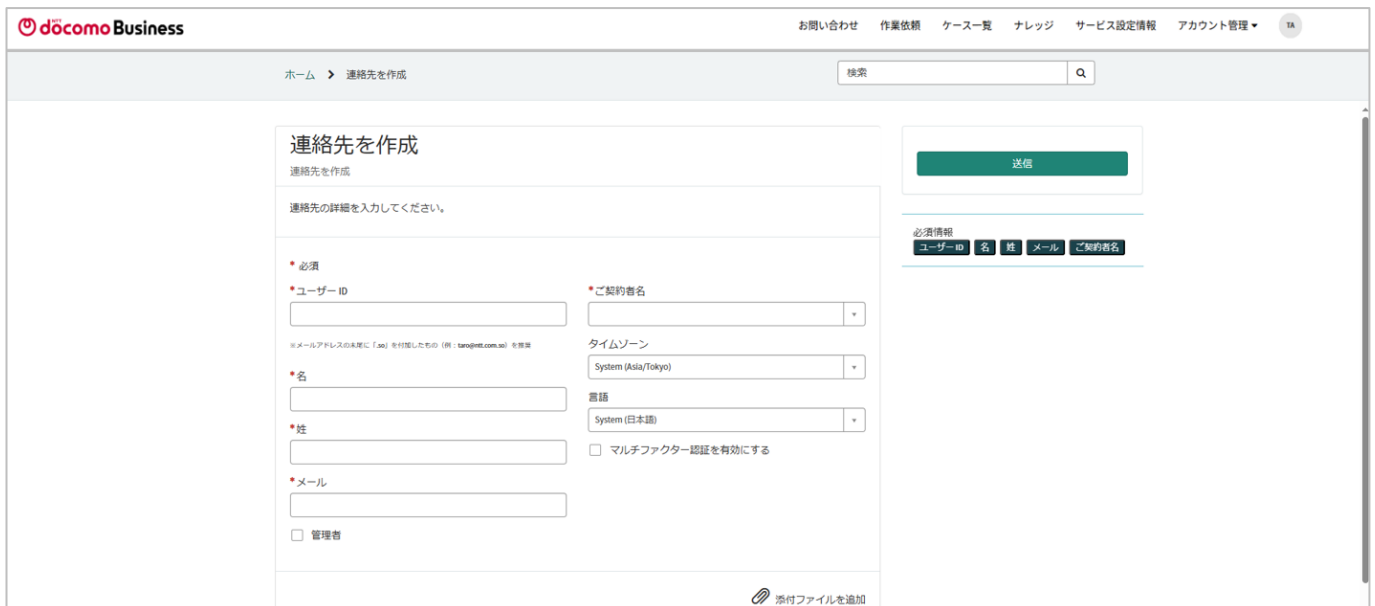 NTT docomo Business
お問い合わせ 作業依頼 ケース一覧 ナレッジ サービス設定情報 アカウント管理 TA
ホーム 連絡先を作成
検索
連絡先を作成
連絡先を作成
連絡先の詳細を入力してください。
* 必須
*ユーザー ID
※メールアドレスの末尾に「.so」を付加したもの（例：taro@ntt.com.so）を推奨
*名
*姓
*メール
管理者
*ご契約者名
タイムゾーン
System (Asia/Tokyo)
言語
System (日本語)
マルチファクター認証を有効にする
添付ファイルを追加
送信
必須情報
ユーザー ID 名 姓 メール ご契約者名